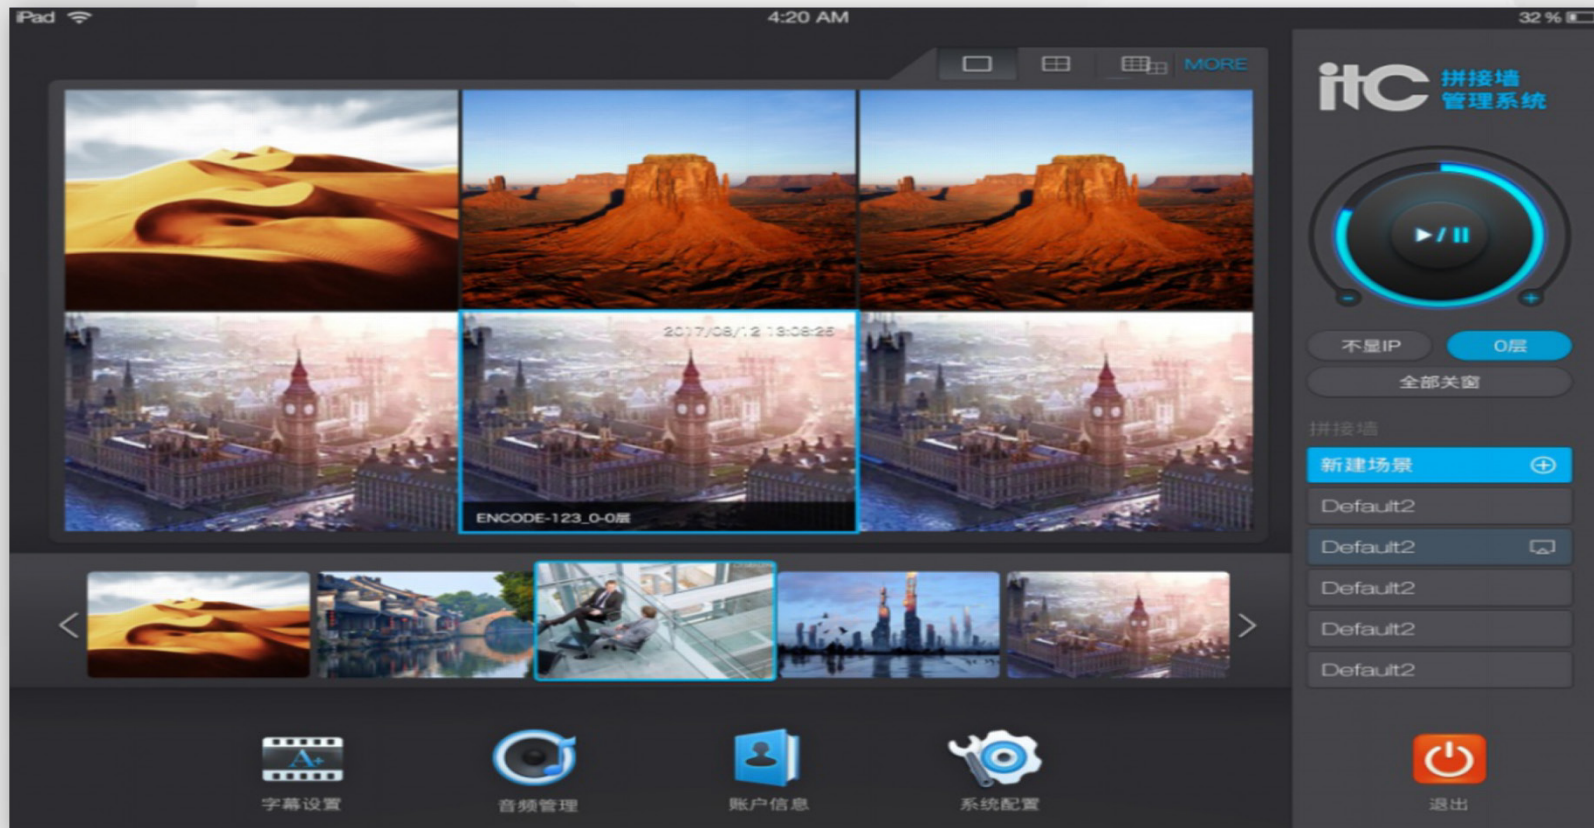 iPad
4:20 AM
32 %
MORE
itC 拼接墙
管理系统
2017/08/12 13:08:25
ENCODE-123_0-0层
不显IP
0层
全部关窗
拼接墙
新建场景
Default2
Default2
Default2
Default2
Default2
字幕设置
音频管理
账户信息
系统配置
退出